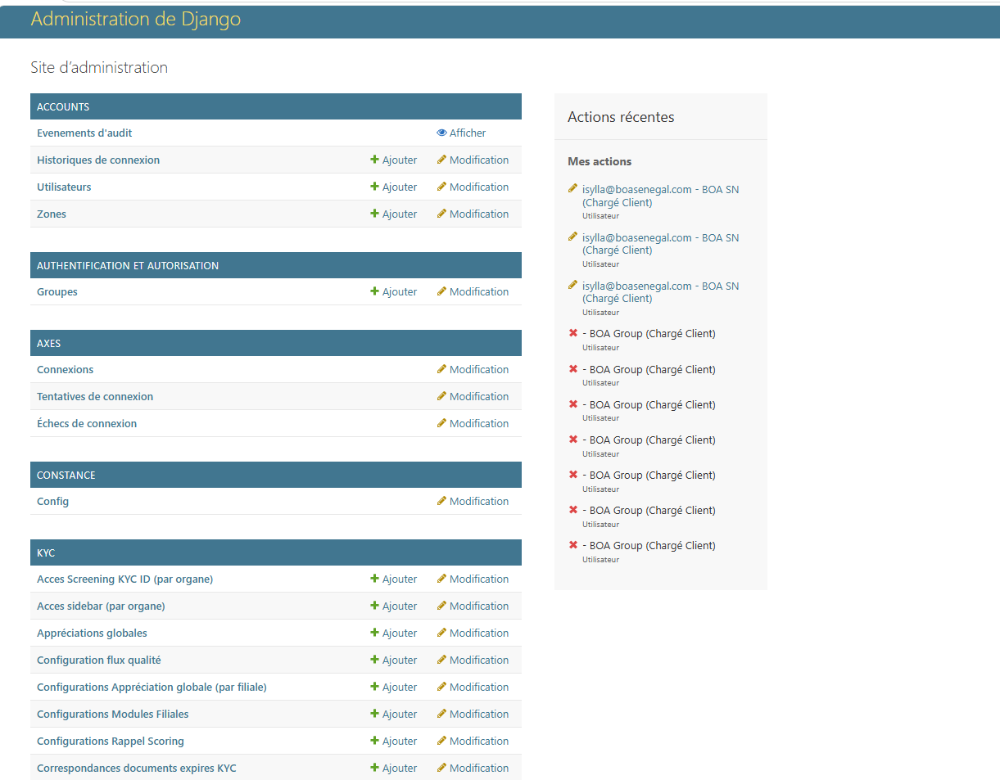 Administration de Django
Site d’administration
ACCOUNTS
Evenements d'audit Afficher
Historiques de connexion Ajouter Modification
Utilisateurs Ajouter Modification
Zones Ajouter Modification
AUTHENTIFICATION ET AUTORISATION
Groupes Ajouter Modification
AXES
Connexions Modification
Tentatives de connexion Modification
Échecs de connexion Modification
CONSTANCE
Config Modification
KYC
Acces Screening KYC ID (par organe) Ajouter Modification
Acces sidebar (par organe) Ajouter Modification
Appréciations globales Ajouter Modification
Configuration flux qualité Ajouter Modification
Configurations Appréciation globale (par filiale) Ajouter Modification
Configurations Modules Filiales Ajouter Modification
Configurations Rappel Scoring Ajouter Modification
Correspondances documents expires KYC Ajouter Modification
Actions récentes
Mes actions
isylla@boasenegal.com - BOA SN
(Chargé Client)
Utilisateur
isylla@boasenegal.com - BOA SN
(Chargé Client)
Utilisateur
isylla@boasenegal.com - BOA SN
(Chargé Client)
Utilisateur
- BOA Group (Chargé Client)
Utilisateur
- BOA Group (Chargé Client)
Utilisateur
- BOA Group (Chargé Client)
Utilisateur
- BOA Group (Chargé Client)
Utilisateur
- BOA Group (Chargé Client)
Utilisateur
- BOA Group (Chargé Client)
Utilisateur
- BOA Group (Chargé Client)
Utilisateur